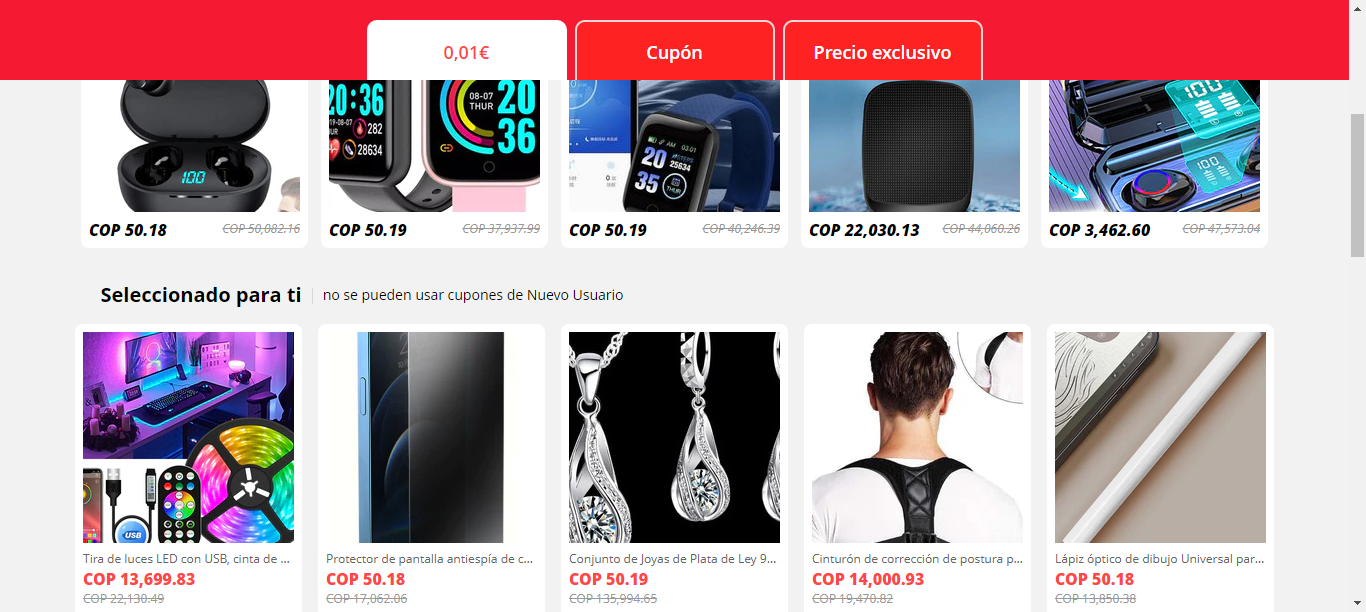 0,01€
Cupón
Precio exclusivo
100
20:36
019-08-07
THUR
282
28634
08-07
THUR
20
36
AM 03:01
20
35
25634
THUR
100
100
COP 50.18
COP 50,082.16
COP 50.19
COP 37,937.99
COP 50.19
COP 40,246.39
COP 22,030.13
COP 44,060.26
COP 3,462.60
COP 47,573.04
Seleccionado para ti
no se pueden usar cupones de Nuevo Usuario
USB
Tira de luces LED con USB, cinta de ...
COP 13,699.83
COP 22,130.49
Protector de pantalla antiespía de c...
COP 50.18
COP 17,062.06
Conjunto de Joyas de Plata de Ley 9...
COP 50.19
COP 135,994.65
Cinturón de corrección de postura p...
COP 14,000.93
COP 19,470.82
Lápiz óptico de dibujo Universal par...
COP 50.18
COP 13,850.38